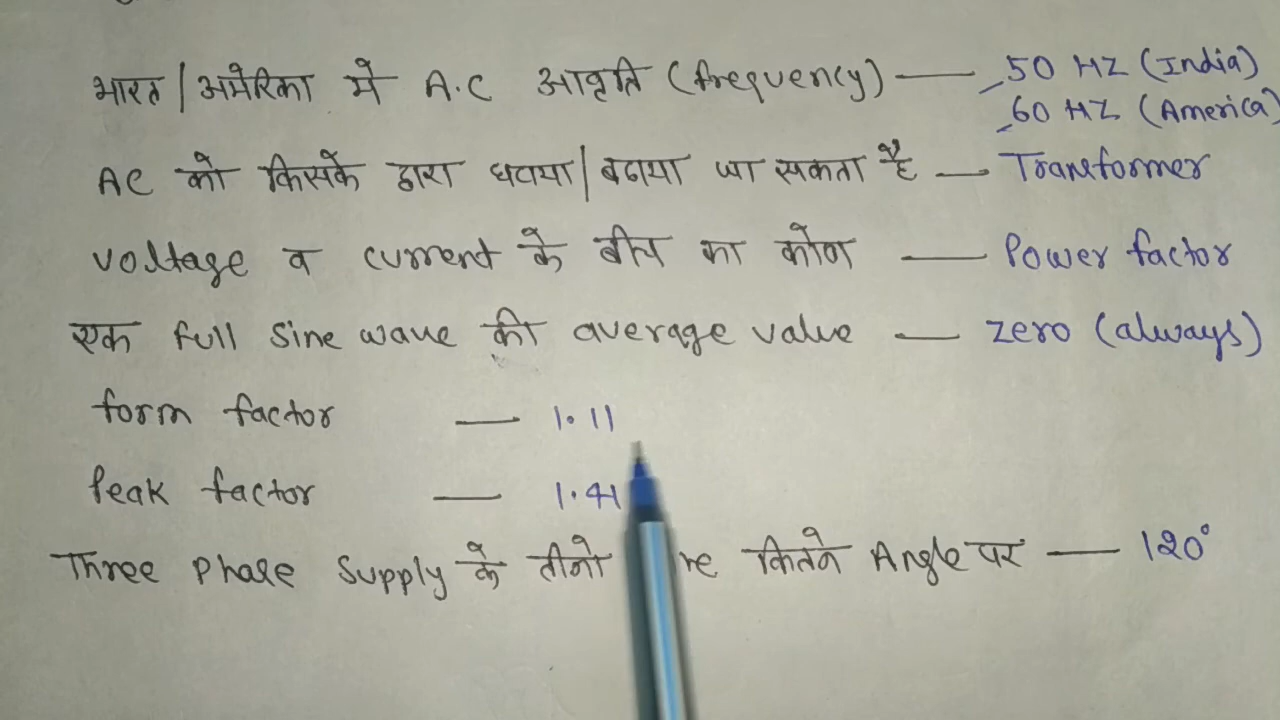 भारत/अमेरिका में A.C आवृति (frequency) — 50 HZ (India)
60 HZ (America)
AC को किसके द्वारा घटाया/बढाया जा सकता है — Transformer
voltage व current के बीच का कोण — Power factor
एक full Sine wave की average value — zero (always)
form factor — 1.11
Peak factor — 1.41
Three Phase Supply के तीनो कितने Angle पर — 120°